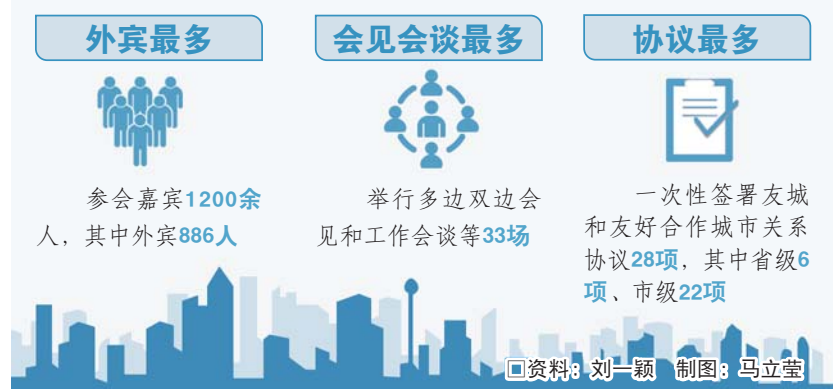 外宾最多
参会嘉宾1200余
人，其中外宾886人
会见会谈最多
举行多边双边会
见和工作会谈等33场
协议最多
一次性签署友城
和友好合作城市关系
协议28项，其中省级6
项、市级22项
资料：刘一颖 制图：马立莹